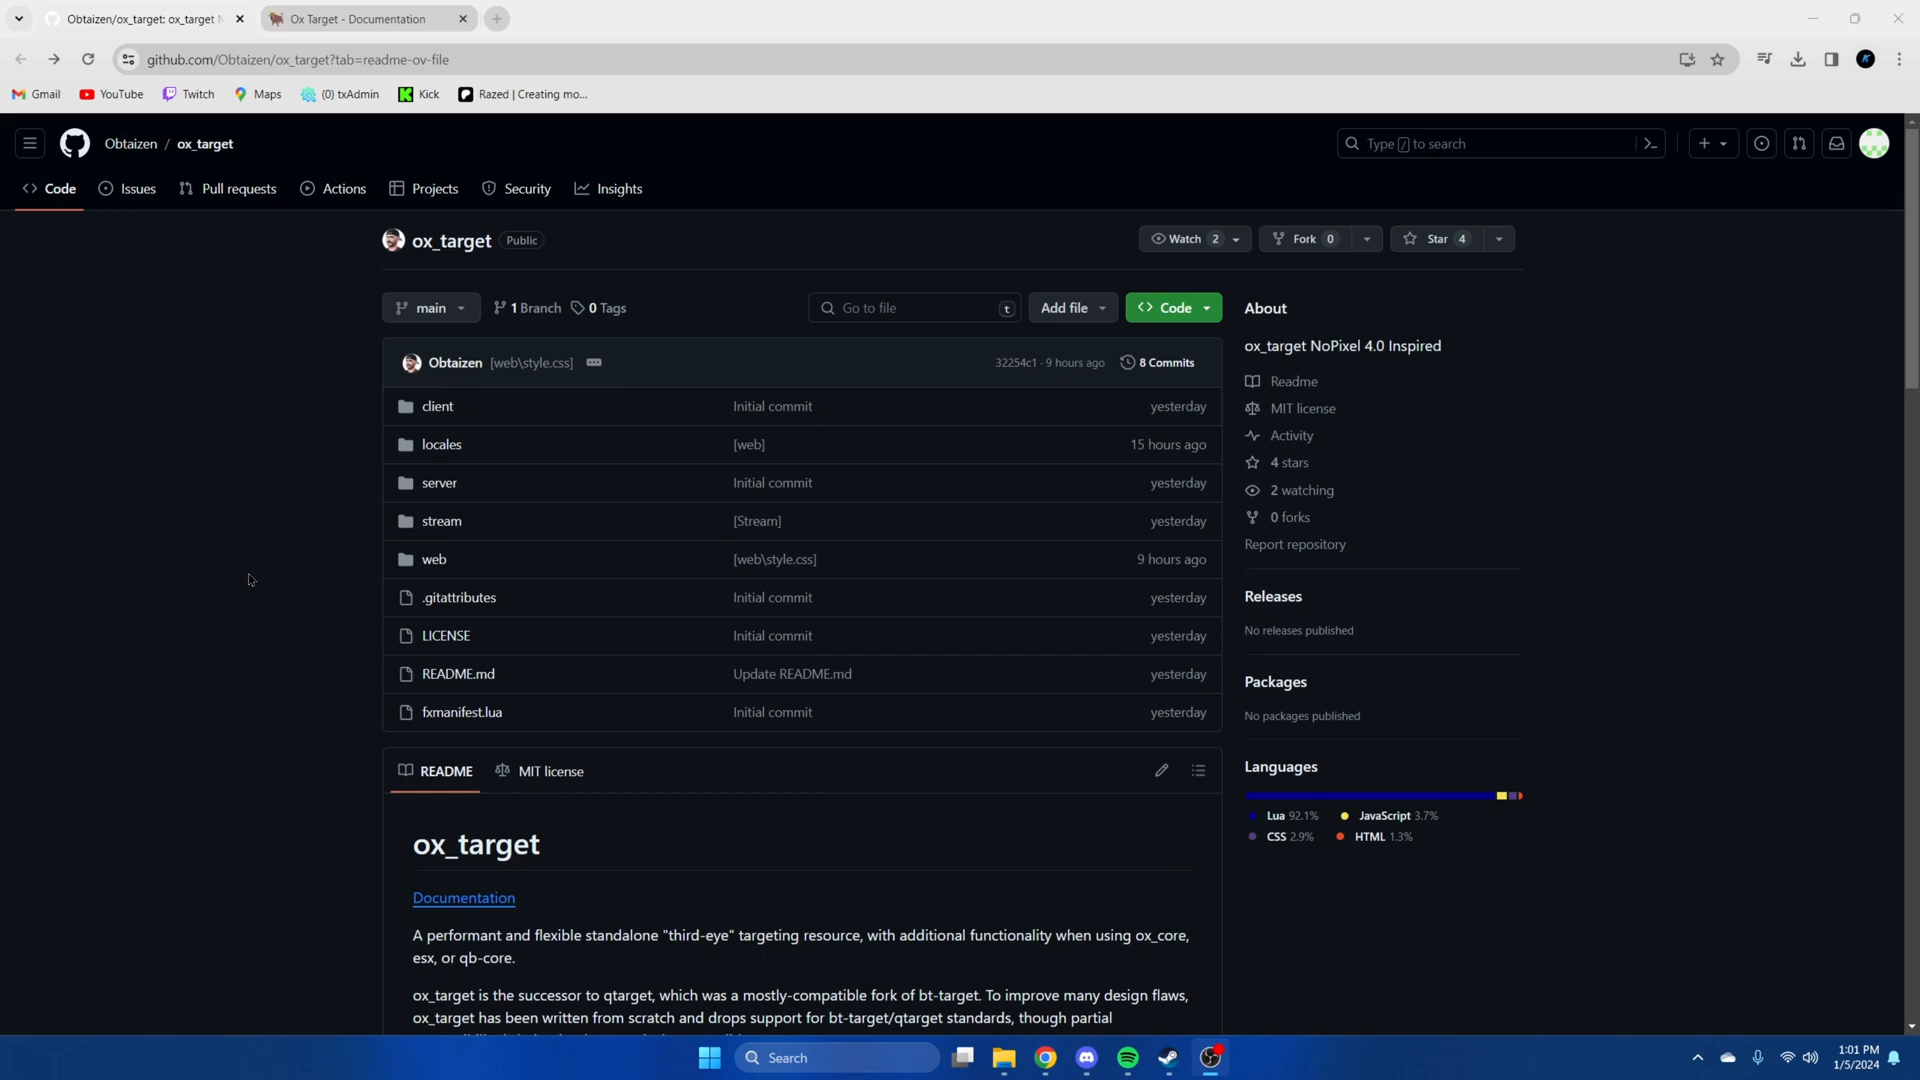 Obtaizen/ox_target: ox_target N
Ox Target - Documentation
github.com/Obtaizen/ox_target?tab=readme-ov-file
Gmail
YouTube
Twitch
Maps
(0) txAdmin
Kick
Razed | Creating mo...
Obtaizen / ox_target
Type / to search
Code
Issues
Pull requests
Actions
Projects
Security
Insights
ox_target Public
Watch 2
Fork 0
Star 4
main
1 Branch
0 Tags
Go to file t
Add file
Code
Obtaizen [web\style.css]
32254c1 · 9 hours ago
8 Commits
client Initial commit yesterday
locales [web] 15 hours ago
server Initial commit yesterday
stream [Stream] yesterday
web [web\style.css] 9 hours ago
.gitattributes Initial commit yesterday
LICENSE Initial commit yesterday
README.md Update README.md yesterday
fxmanifest.lua Initial commit yesterday
README
MIT license
ox_target
Documentation
A performant and flexible standalone "third-eye" targeting resource, with additional functionality when using ox_core,
esx, or qb-core.
ox_target is the successor to qtarget, which was a mostly-compatible fork of bt-target. To improve many design flaws,
ox_target has been written from scratch and drops support for bt-target/qtarget standards, though partial
About
ox_target NoPixel 4.0 Inspired
Readme
MIT license
Activity
4 stars
2 watching
0 forks
Report repository
Releases
No releases published
Packages
No packages published
Languages
Lua 92.1%
JavaScript 3.7%
CSS 2.9%
HTML 1.3%
Search
1:01 PM
1/5/2024